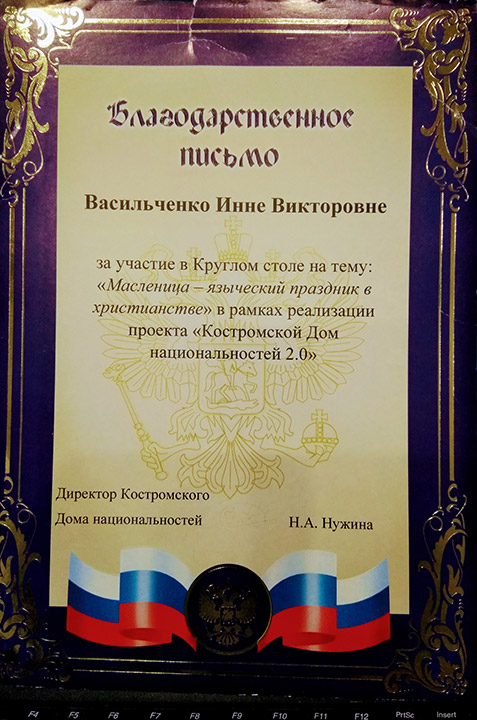 Благодарственное
письмо
Васильченко Инне Викторовне
за участие в Круглом столе на тему:
«Масленица – языческий праздник в
христианстве» в рамках реализации
проекта «Костромской Дом
национальностей 2.0»
Директор Костромского
Дома национальностей Н.А. Нужина
F4 F5 F6 F7 F8 F9 F10 F11 F12 PrtSc Insert